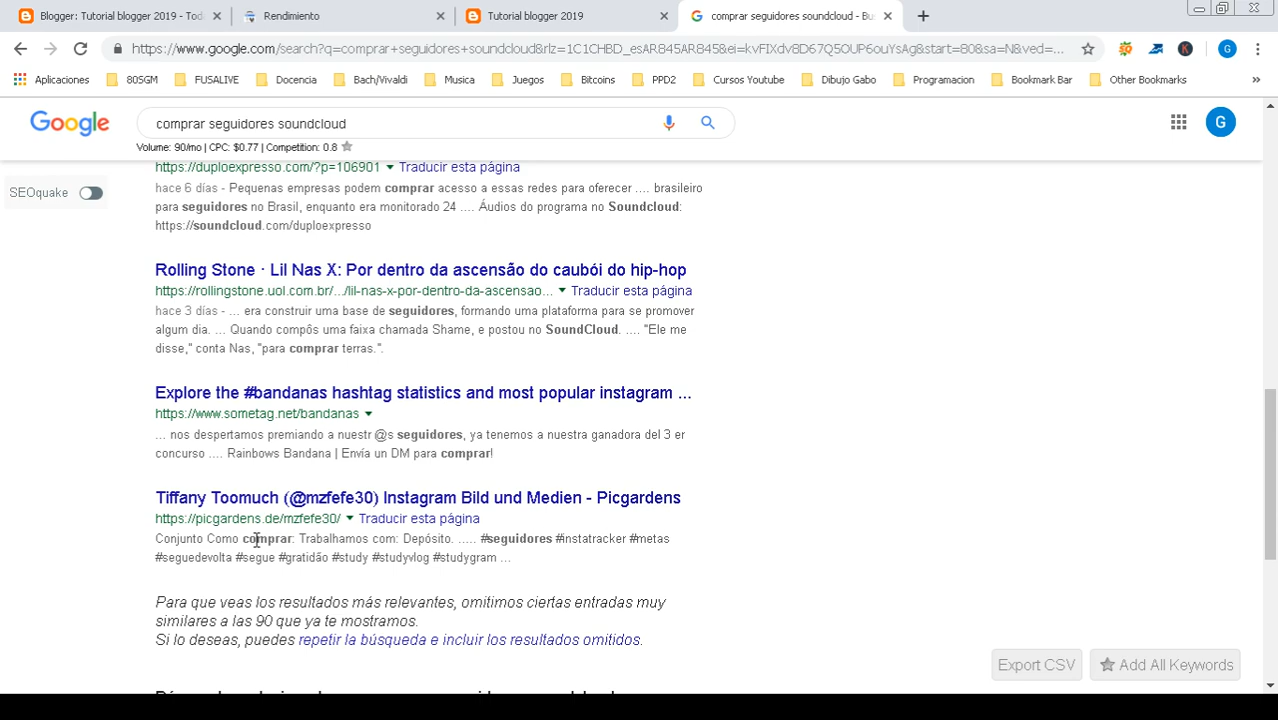 Blogger: Tutorial blogger 2019 - Tod
Rendimiento
Tutorial blogger 2019
comprar seguidores soundcloud - Bu
https://www.google.com/search?q=comprar+seguidores+soundcloud&rlz=1C1CHBD_esAR845AR845&ei=kvFIXdv8D67Q5OUP6ouYsAg&start=80&sa=N&ved=...
Aplicaciones
80SGM
FUSALIVE
Docencia
Bach/Vivaldi
Musica
Juegos
Bitcoins
PPD2
Cursos Youtube
Dibujo Gabo
Programacion
Bookmark Bar
Other Bookmarks
»
Google
comprar seguidores soundcloud
G
Volume: 90/mo | CPC: $0.77 | Competition: 0.8
SEOquake
https://duploexpresso.com/?p=106901 Traducir esta página
hace 6 días - Pequenas empresas podem comprar acesso a essas redes para oferecer .... brasileiro
para seguidores no Brasil, enquanto era monitorado 24 .... Áudios do programa no Soundcloud:
https://soundcloud.com/duploexpresso
Rolling Stone · Lil Nas X: Por dentro da ascensão do caubói do hip-hop
https://rollingstone.uol.com.br/.../lil-nas-x-por-dentro-da-ascensao... Traducir esta página
hace 3 días - ... era construir uma base de seguidores, formando uma plataforma para se promover
algum dia. ... Quando compôs uma faixa chamada Shame, e postou no SoundCloud. .... "Ele me
disse," conta Nas, "para comprar terras.".
Explore the #bandanas hashtag statistics and most popular instagram ...
https://www.sometag.net/bandanas
... nos despertamos premiando a nuestr @s seguidores, ya tenemos a nuestra ganadora del 3 er
concurso .... Rainbows Bandana | Envía un DM para comprar!
Tiffany Toomuch (@mzfefe30) Instagram Bild und Medien - Picgardens
https://picgardens.de/mzfefe30/ Traducir esta página
Conjunto Como comprar: Trabalhamos com: Depósito. ..... #seguidores #instatracker #metas
#seguedevolta #segue #gratidão #study #studyvlog #studygram ...
Para que veas los resultados más relevantes, omitimos ciertas entradas muy
similares a las 90 que ya te mostramos.
Si lo deseas, puedes repetir la búsqueda e incluir los resultados omitidos.
Export CSV
Add All Keywords